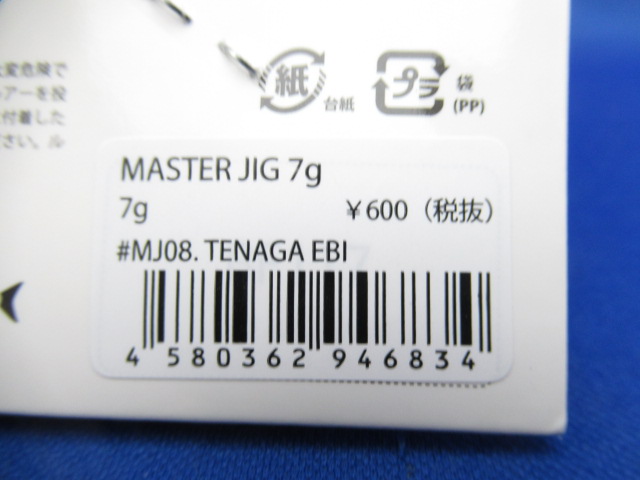 変危険で
アーを投
付着した
さい。ル
紙
台紙
プラ
袋
(PP)
MASTER JIG 7g
7g ¥600（税抜）
#MJ08. TENAGA EBI
4 580362 946834